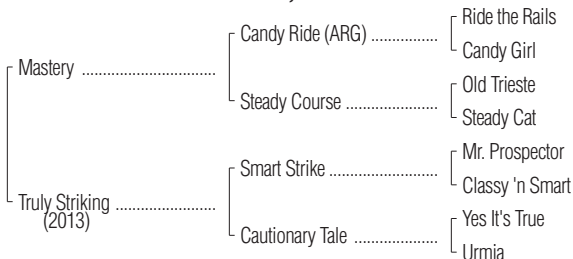 Ride the Rails
Candy Ride (ARG) ................
Candy Girl
Mastery ................................
Old Trieste
Steady Course ......................
Steady Cat
Mr. Prospector
Smart Strike ..........................
Classy 'n Smart
Truly Striking ........................
(2013)
Yes It's True
Cautionary Tale ....................
Urmia